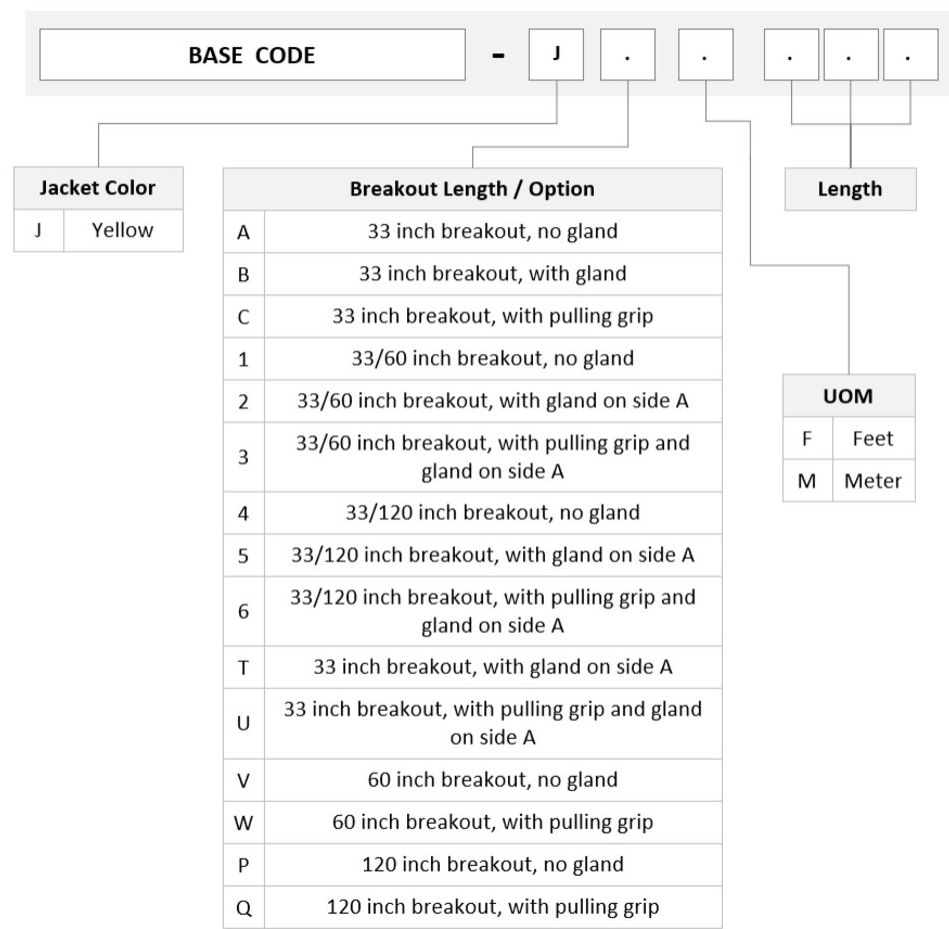 BASE CODE - J . . . . .
Jacket Color
J Yellow
Breakout Length / Option
A 33 inch breakout, no gland
B 33 inch breakout, with gland
C 33 inch breakout, with pulling grip
1 33/60 inch breakout, no gland
2 33/60 inch breakout, with gland on side A
3 33/60 inch breakout, with pulling grip and
gland on side A
4 33/120 inch breakout, no gland
5 33/120 inch breakout, with gland on side A
6 33/120 inch breakout, with pulling grip and
gland on side A
T 33 inch breakout, with gland on side A
U 33 inch breakout, with pulling grip and gland
on side A
V 60 inch breakout, no gland
W 60 inch breakout, with pulling grip
P 120 inch breakout, no gland
Q 120 inch breakout, with pulling grip
Length
UOM
F Feet
M Meter